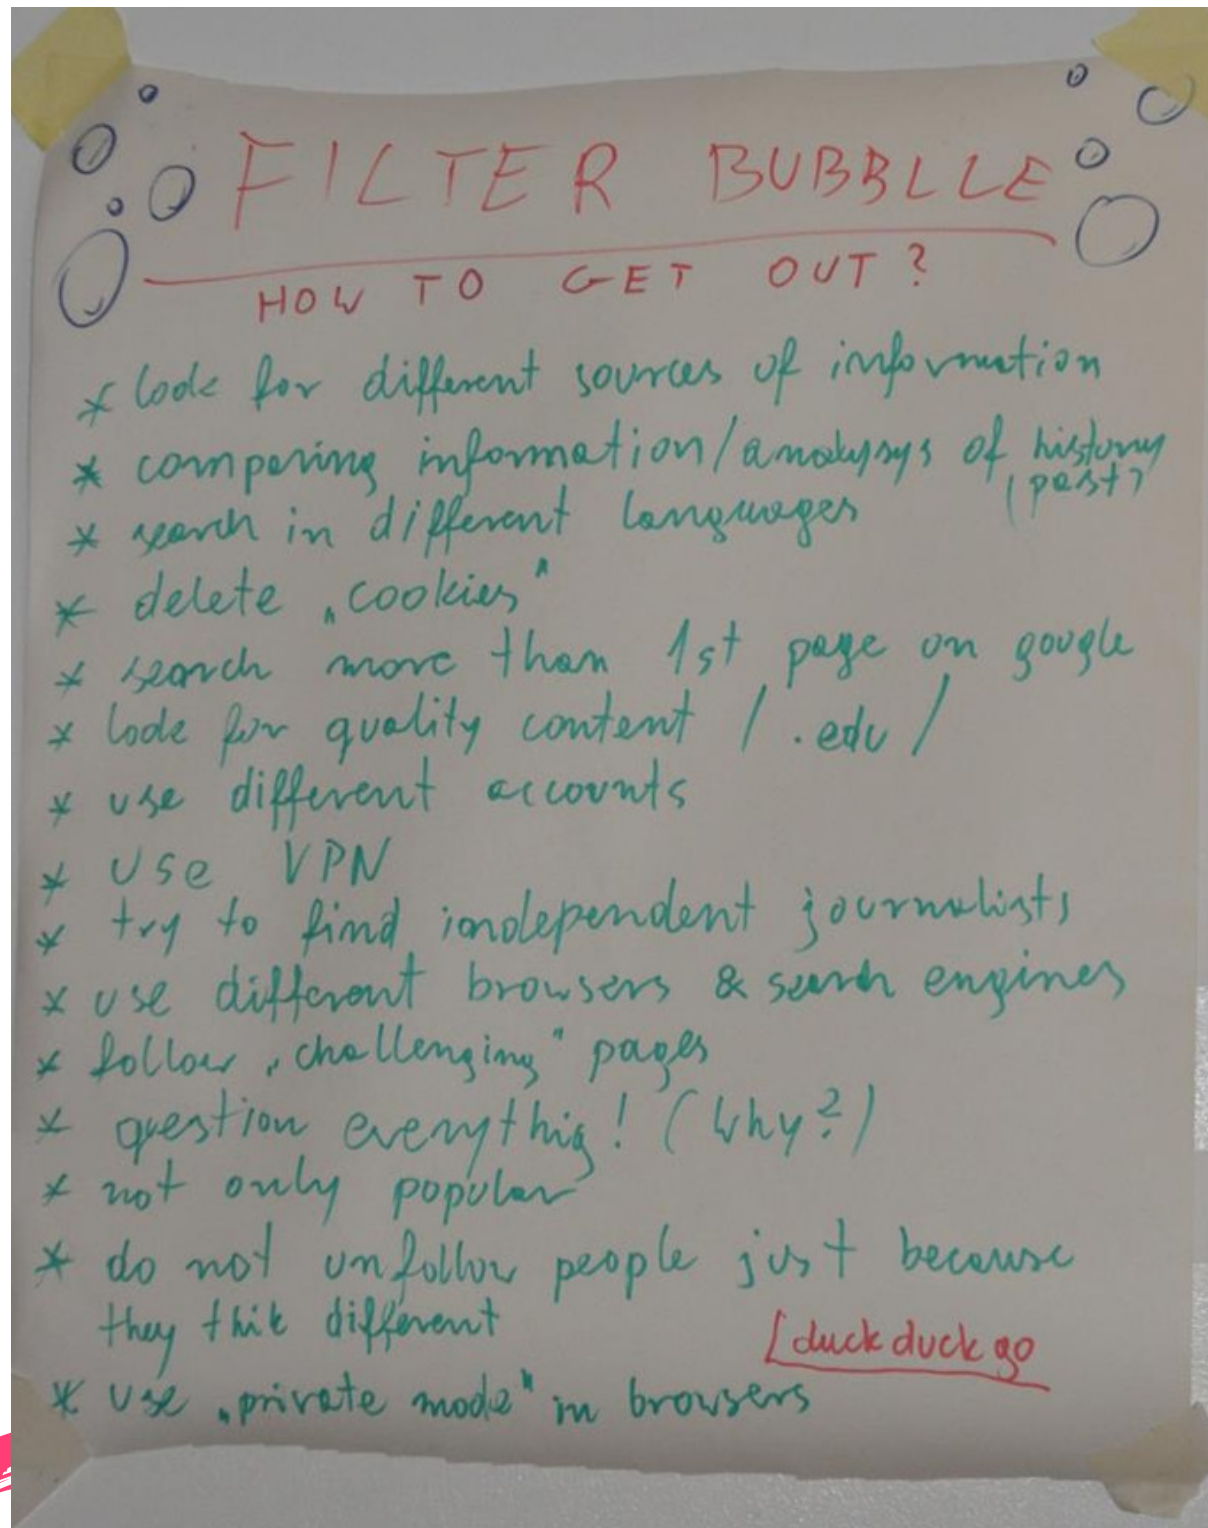 FILTER BUBBLLE
HOW TO GET OUT?
* look for different sources of information
* comparing information/analysys of history
(past?
* search in different languages
* delete „cookies"
* search more than 1st page on google
* look for quality content / .edu /
* use different accounts
* use VPN
* try to find independent journalists
* use different browsers & search engines
* follow „challenging" pages
* question everythig! (Why?)
* not only popular
* do not unfollow people just because
they thik different
[duck duck go
* use „private mode" in browsers